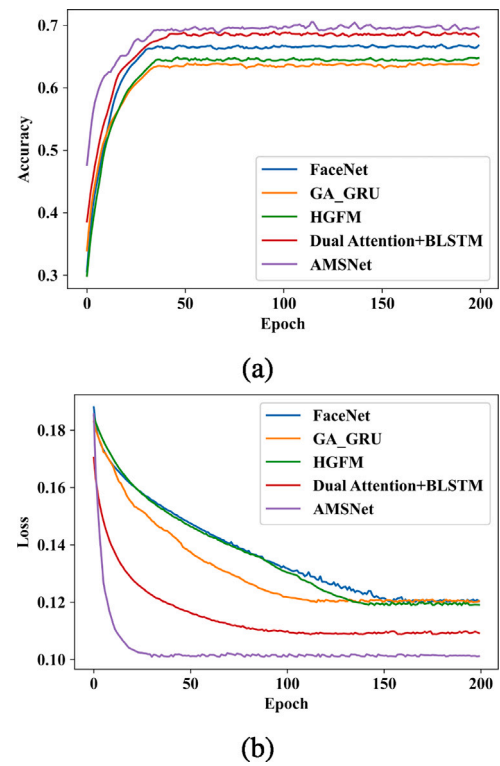 0.7
0.6
0.5
0.4
0.3
Accuracy
FaceNet
GA_GRU
HGFM
Dual Attention+BLSTM
AMSNet
0 50 100 150 200
Epoch
(a)
0.18
0.16
0.14
0.12
0.10
Loss
FaceNet
GA_GRU
HGFM
Dual Attention+BLSTM
AMSNet
0 50 100 150 200
Epoch
(b)